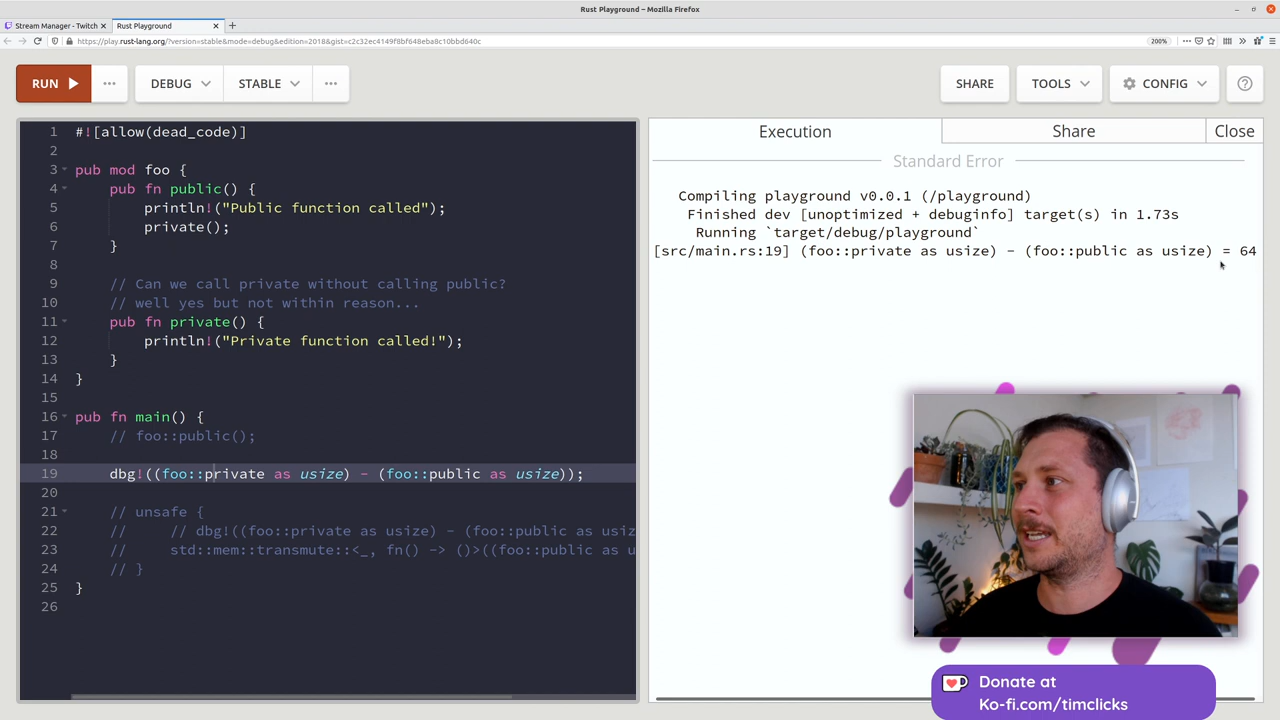 Rust Playground – Mozilla Firefox
Stream Manager - Twitch
Rust Playground
https://play.rust-lang.org/?version=stable&mode=debug&edition=2018&gist=c2c32ec4149f8bf648eba8c10bbd640c
200%
RUN
DEBUG
STABLE
SHARE
TOOLS
CONFIG
1 #![allow(dead_code)]
2
3 pub mod foo {
4 pub fn public() {
5 println!("Public function called");
6 private();
7 }
8
9 // Can we call private without calling public?
10 // well yes but not within reason...
11 pub fn private() {
12 println!("Private function called!");
13 }
14 }
15
16 pub fn main() {
17 // foo::public();
18
19 dbg!((foo::private as usize) - (foo::public as usize));
20
21 // unsafe {
22 // // dbg!((foo::private as usize) - (foo::public as usiz
23 // std::mem::transmute::<_, fn() -> ()>((foo::public as u
24 // }
25 }
26
Execution
Share
Close
Standard Error
Compiling playground v0.0.1 (/playground)
Finished dev [unoptimized + debuginfo] target(s) in 1.73s
Running `target/debug/playground`
[src/main.rs:19] (foo::private as usize) - (foo::public as usize) = 64
Donate at
Ko-fi.com/timclicks